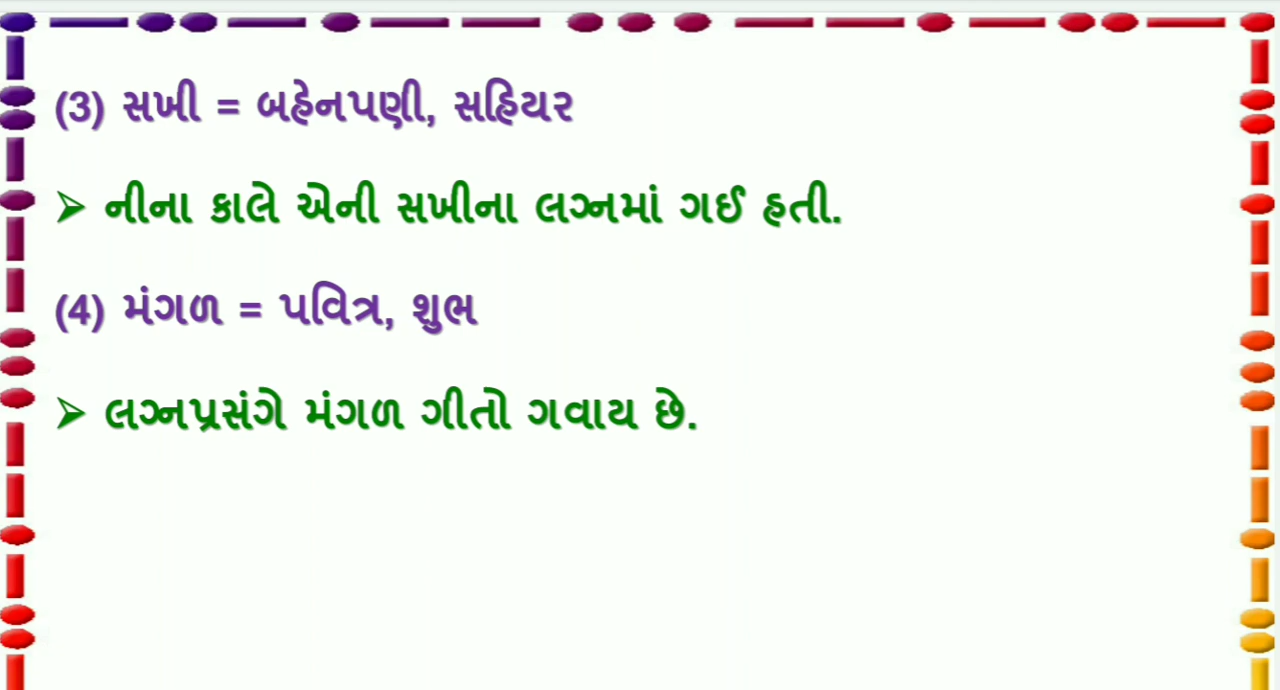 (3) સખી = બહેનપણી, સહિયર
➢ નીના કાલે એની સખીના લગ્નમાં ગઈ હતી.
(4) મંગળ = પવિત્ર, શુભ
➢ લગ્નપ્રસંગે મંગળ ગીતો ગવાય છે.